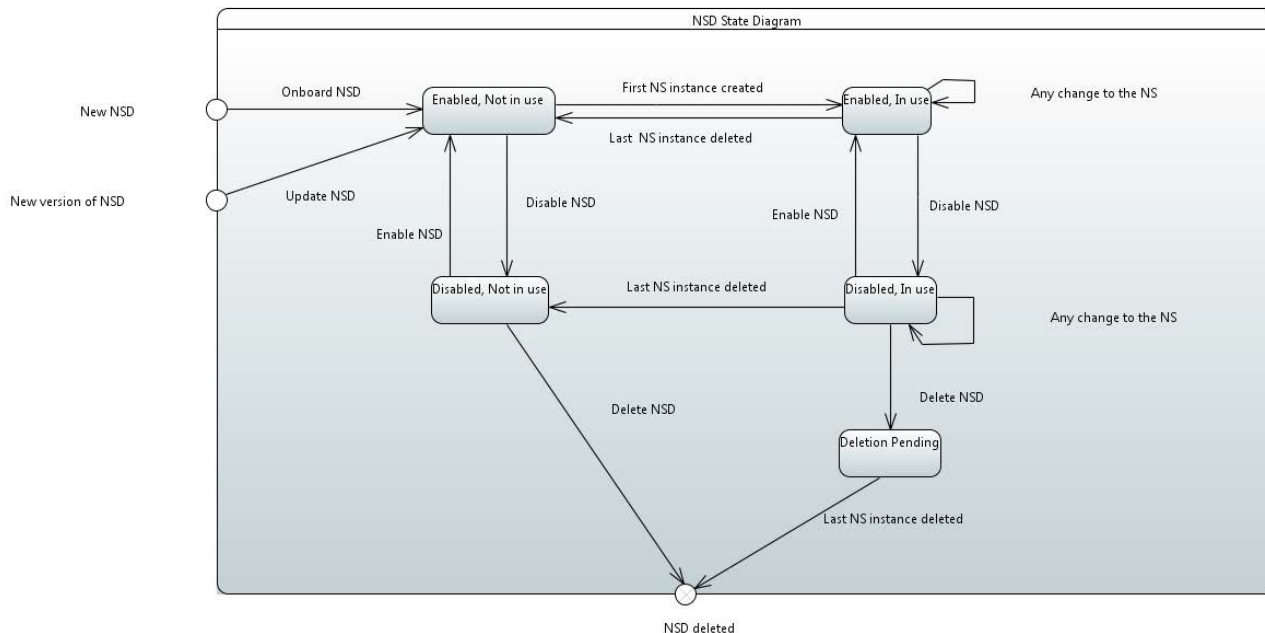 NSD State Diagram
Onboard NSD
Enabled, Not in use
First NS instance created
Enabled, In use
Any change to the NS
New NSD
Last NS instance deleted
New version of NSD
Update NSD
Disable NSD
Enable NSD
Disable NSD
Enable NSD
Disabled, Not in use
Last NS instance deleted
Disabled, In use
Any change to the NS
Delete NSD
Delete NSD
Deletion Pending
Last NS instance deleted
NSD deleted